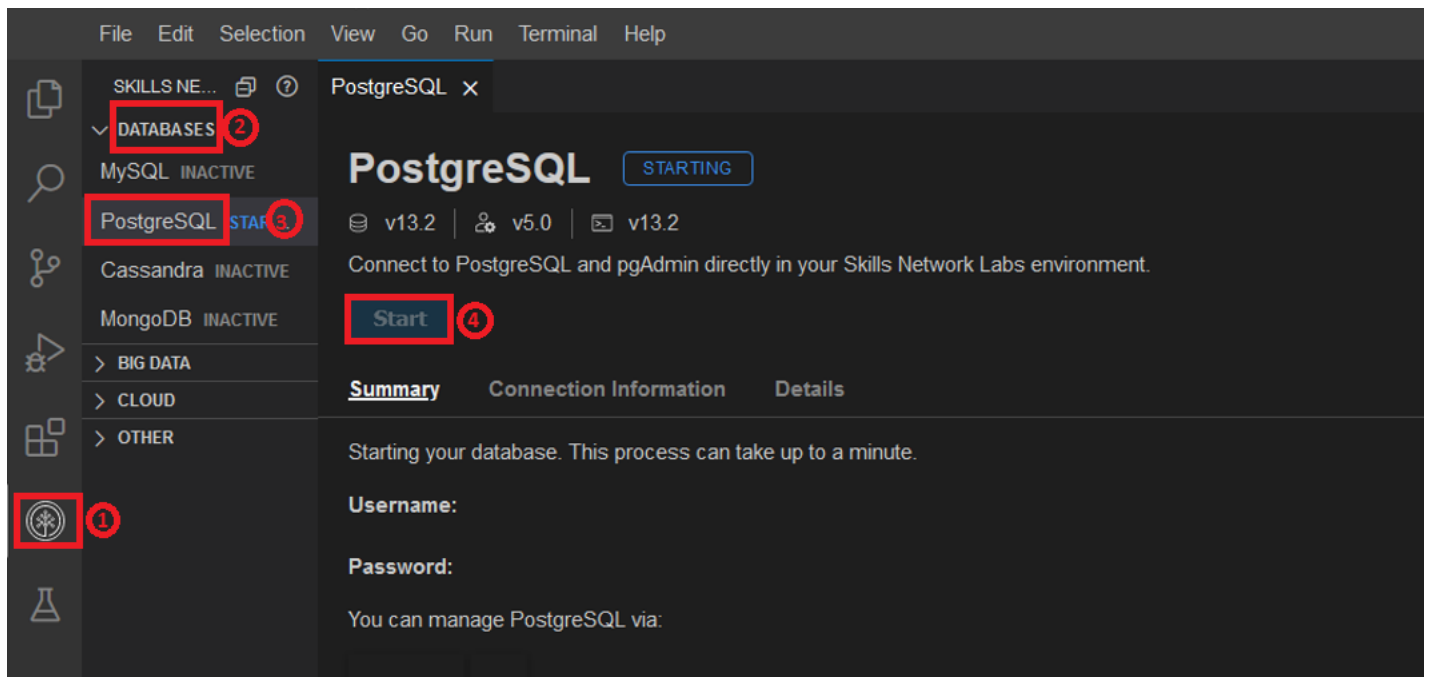 File Edit Selection View Go Run Terminal Help
SKILLS NE...
PostgreSQL
DATABASES 2
MySQL INACTIVE
PostgreSQL 3
Cassandra INACTIVE
MongoDB INACTIVE
BIG DATA
CLOUD
OTHER
1
PostgreSQL STARTING
v13.2 v5.0 v13.2
Connect to PostgreSQL and pgAdmin directly in your Skills Network Labs environment.
Start 4
Summary Connection Information Details
Starting your database. This process can take up to a minute.
Username:
Password:
You can manage PostgreSQL via: